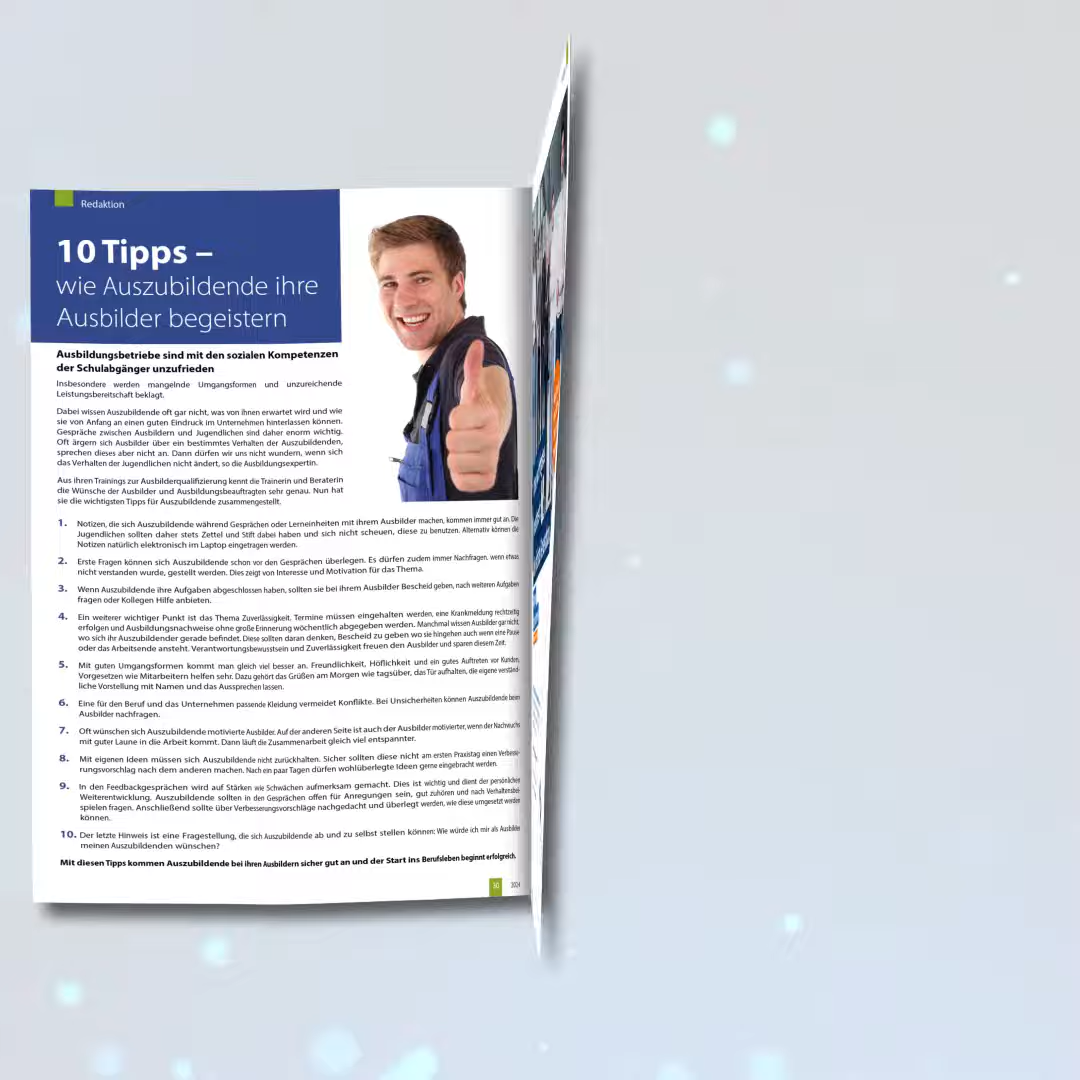 Redaktion
10 Tipps –
wie Auszubildende ihre
Ausbilder begeistern
Ausbildungsbetriebe sind mit den sozialen Kompetenzen
der Schulabgänger unzufrieden
Insbesondere werden mangelnde Umgangsformen und unzureichende
Leistungsbereitschaft beklagt.
Dabei wissen Auszubildende oft gar nicht, was von ihnen erwartet wird und wie
sie von Anfang an einen guten Eindruck im Unternehmen hinterlassen können.
Gespräche zwischen Ausbildern und Jugendlichen sind daher enorm wichtig.
Oft ärgern sich Ausbilder über ein bestimmtes Verhalten der Auszubildenden,
sprechen dieses aber nicht an. Dann dürfen wir uns nicht wundern, wenn sich
das Verhalten der Jugendlichen nicht ändert, so die Ausbildungsexpertin.
Aus ihren Trainings zur Ausbilderqualifizierung kennt die Trainerin und Beraterin
die Wünsche der Ausbilder und Ausbildungsbeauftragten sehr genau. Nun hat
sie die wichtigsten Tipps für Auszubildende zusammengestellt.
1. Notizen, die sich Auszubildende während Gesprächen oder Lerneinheiten mit ihrem Ausbilder machen, kommen immer gut an. Die
Jugendlichen sollten daher stets Zettel und Stift dabei haben und sich nicht scheuen, diese zu benutzen. Alternativ können die
Notizen natürlich elektronisch im Laptop eingetragen werden.
2. Erste Fragen können sich Auszubildende schon vor den Gesprächen überlegen. Es dürfen zudem immer Nachfragen, wenn etwas
nicht verstanden wurde, gestellt werden. Dies zeigt von Interesse und Motivation für das Thema.
3. Wenn Auszubildende ihre Aufgaben abgeschlossen haben, sollten sie bei ihrem Ausbilder Bescheid geben, nach weiteren Aufgaben
fragen oder Kollegen Hilfe anbieten.
4. Ein weiterer wichtiger Punkt ist das Thema Zuverlässigkeit. Termine müssen eingehalten werden, eine Krankmeldung rechtzeitig
erfolgen und Ausbildungsnachweise ohne große Erinnerung wöchentlich abgegeben werden. Manchmal wissen Ausbilder gar nicht,
wo sich ihr Auszubildender gerade befindet. Diese sollten daran denken, Bescheid zu geben wo sie hingehen auch wenn eine Pause
oder das Arbeitsende ansteht. Verantwortungsbewusstsein und Zuverlässigkeit freuen den Ausbilder und sparen diesem Zeit.
5. Mit guten Umgangsformen kommt man gleich viel besser an. Freundlichkeit, Höflichkeit und ein gutes Auftreten vor Kunden,
Vorgesetzen wie Mitarbeitern helfen sehr. Dazu gehört das Grüßen am Morgen wie tagsüber, das Tür aufhalten, die eigene verständ-
liche Vorstellung mit Namen und das Aussprechen lassen.
6. Eine für den Beruf und das Unternehmen passende Kleidung vermeidet Konflikte. Bei Unsicherheiten können Auszubildende beim
Ausbilder nachfragen.
7. Oft wünschen sich Auszubildende motivierte Ausbilder. Auf der anderen Seite ist auch der Ausbilder motivierter, wenn der Nachwuchs
mit guter Laune in die Arbeit kommt. Dann läuft die Zusammenarbeit gleich viel entspannter.
8. Mit eigenen Ideen müssen sich Auszubildende nicht zurückhalten. Sicher sollten diese nicht am ersten Praxistag einen Verbesse-
rungsvorschlag nach dem anderen machen. Nach ein paar Tagen dürfen wohlüberlegte Ideen gerne eingebracht werden.
9. In den Feedbackgesprächen wird auf Stärken wie Schwächen aufmerksam gemacht. Dies ist wichtig und dient der persönlichen
Weiterentwicklung. Auszubildende sollten in den Gesprächen offen für Anregungen sein, gut zuhören und nach Verhaltensbei-
spielen fragen. Anschließend sollte über Verbesserungsvorschläge nachgedacht und überlegt werden, wie diese umgesetzt werden
können.
10. Der letzte Hinweis ist eine Fragestellung, die sich Auszubildende ab und zu selbst stellen können: Wie würde ich mir als Ausbilder
meinen Auszubildenden wünschen?
Mit diesen Tipps kommen Auszubildende bei ihren Ausbildern sicher gut an und der Start ins Berufsleben beginnt erfolgreich.
10 2024